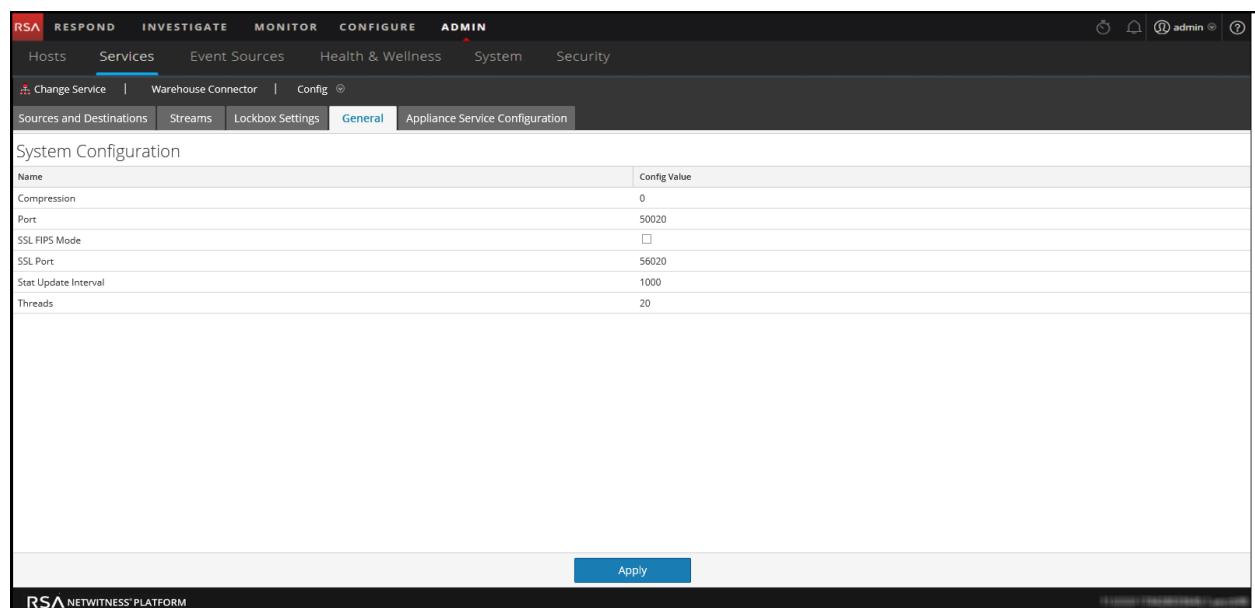 RSA RESPOND INVESTIGATE MONITOR CONFIGURE ADMIN admin ?
Hosts Services Event Sources Health & Wellness System Security
Change Service | Warehouse Connector | Config
Sources and Destinations Streams Lockbox Settings General Appliance Service Configuration
System Configuration
Name Config Value
Compression 0
Port 50020
SSL FIPS Mode
SSL Port 56020
Stat Update Interval 1000
Threads 20
Apply
RSA NETWITNESS® PLATFORM